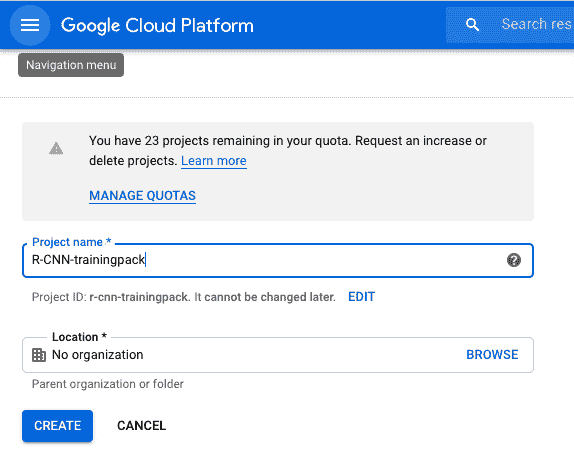 Google Cloud Platform
Search res
Navigation menu
You have 23 projects remaining in your quota. Request an increase or
delete projects. Learn more
MANAGE QUOTAS
Project name *
R-CNN-trainingpack
Project ID: r-cnn-trainingpack. It cannot be changed later. EDIT
Location *
No organization BROWSE
Parent organization or folder
CREATE CANCEL